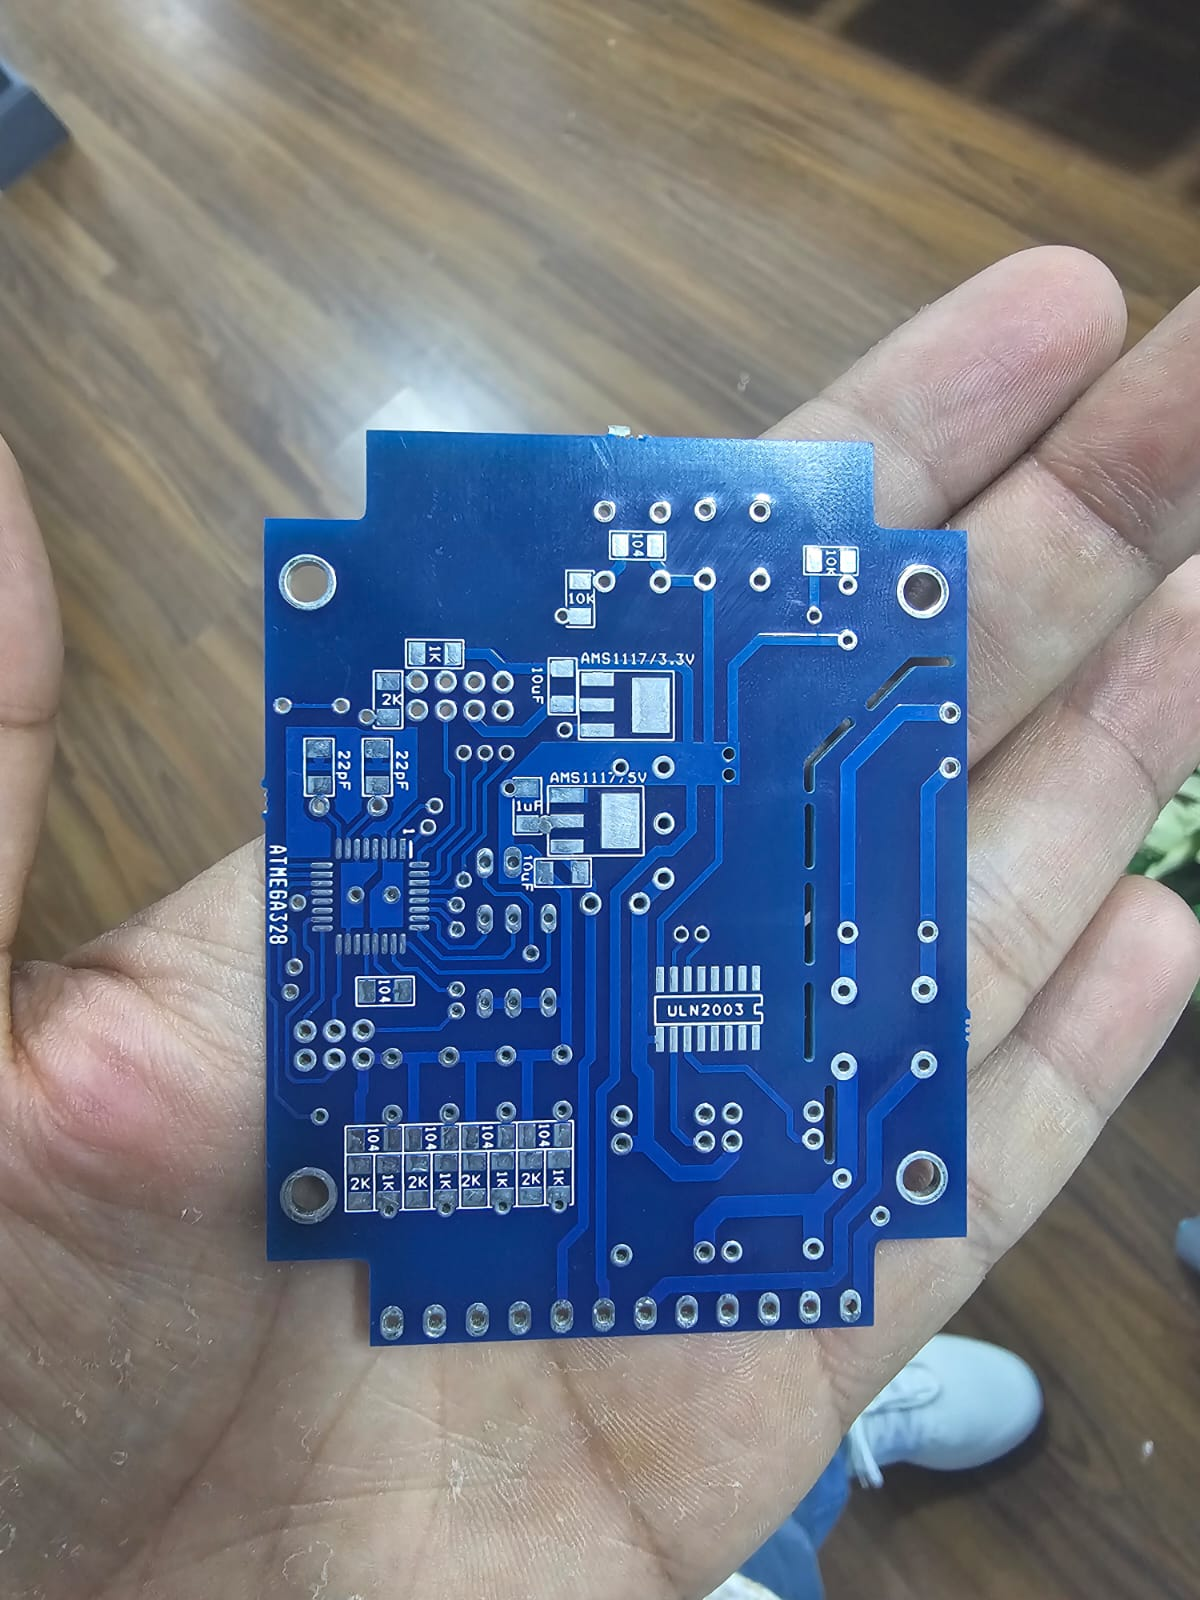 104
10K
10K
1K
AMS1117/3.3V
10uF
2K
22pF
22pF
AMS1117/5V
1uF
1
10uF
ATMEGA328
104
ULN2003
104
104
104
104
2K
1K
2K
1K
2K
1K
2K
1K